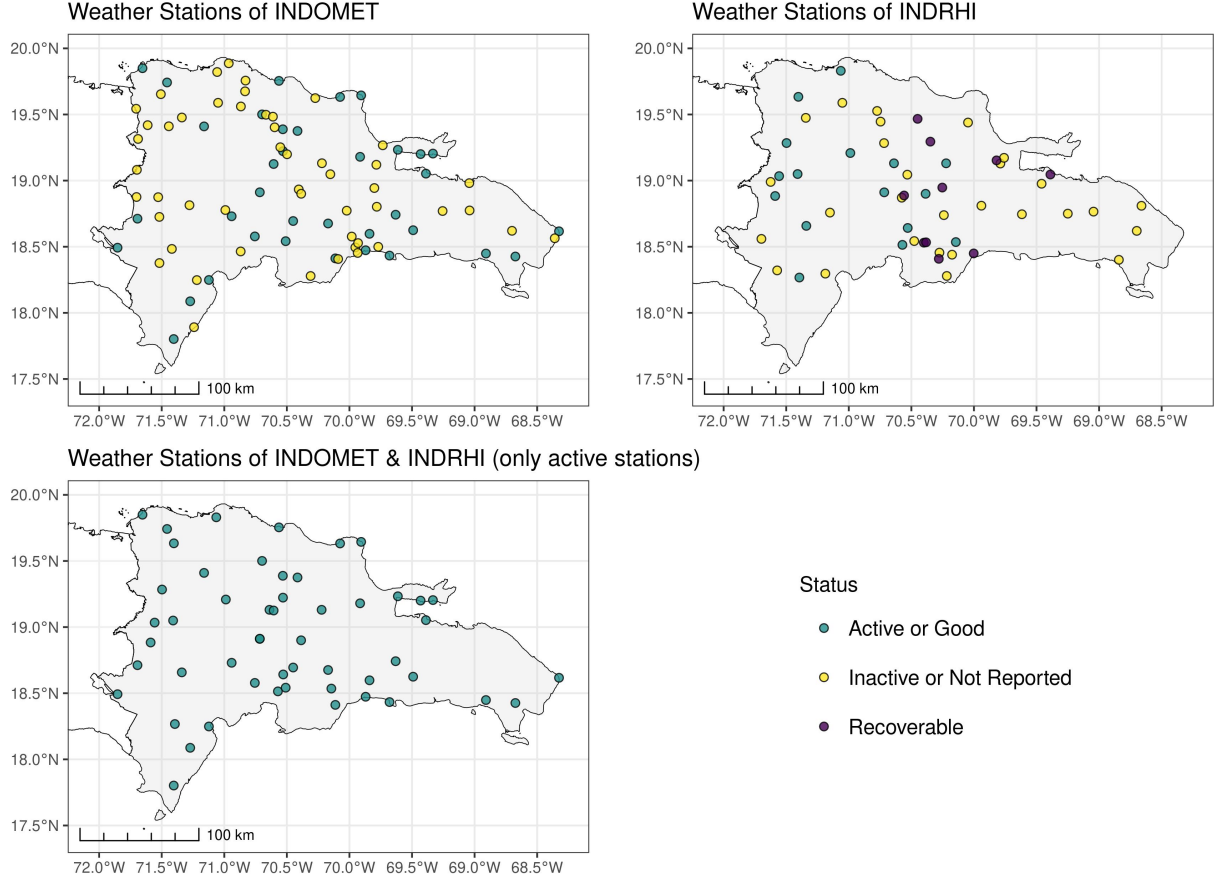 Weather Stations of INDOMET
20.0°N
19.5°N
19.0°N
18.5°N
18.0°N
17.5°N
100 km
72.0°W 71.5°W 71.0°W 70.5°W 70.0°W 69.5°W 69.0°W 68.5°W
Weather Stations of INDRHI
20.0°N
19.5°N
19.0°N
18.5°N
18.0°N
17.5°N
100 km
72.0°W 71.5°W 71.0°W 70.5°W 70.0°W 69.5°W 69.0°W 68.5°W
Weather Stations of INDOMET & INDRHI (only active stations)
20.0°N
19.5°N
19.0°N
18.5°N
18.0°N
17.5°N
100 km
72.0°W 71.5°W 71.0°W 70.5°W 70.0°W 69.5°W 69.0°W 68.5°W
Status
Active or Good
Inactive or Not Reported
Recoverable